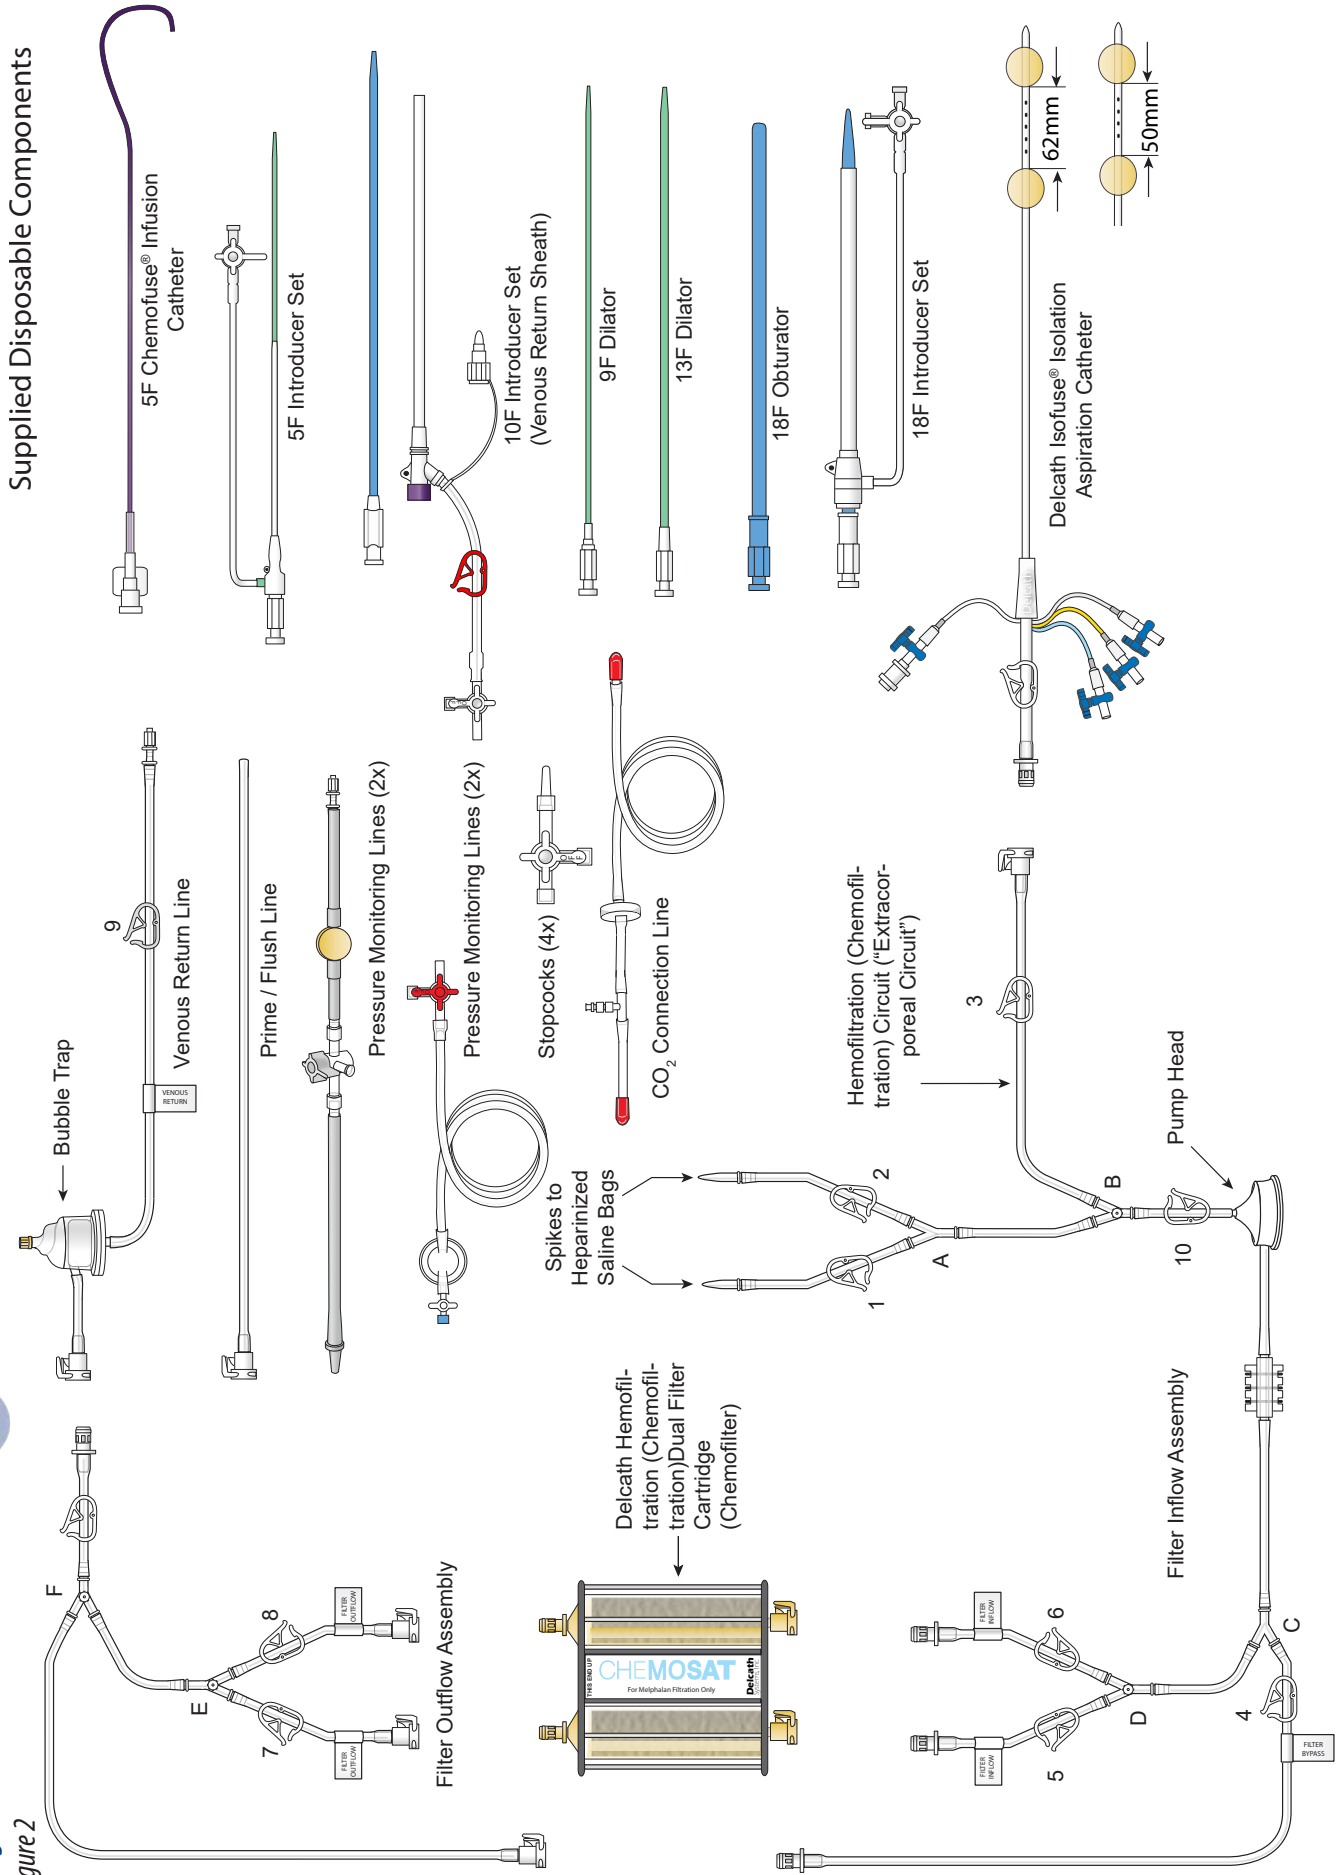 Supplied Disposable Components
gure 2
5F Chemofuse® Infusion
Catheter
5F Introducer Set
10F Introducer Set
(Venous Return Sheath)
9F Dilator
13F Dilator
18F Obturator
18F Introducer Set
Delcath Isofuse® Isolation
Aspiration Catheter
Delcath
62mm
50mm
Bubble Trap
9
VENOUS
RETURN
Venous Return Line
Prime / Flush Line
Pressure Monitoring Lines (2x)
Pressure Monitoring Lines (2x)
Stopcocks (4x)
OFF
CO2 Connection Line
Hemofiltration (Chemofil-
tration) Circuit ("Extracor-
poreal Circuit")
3
Spikes to
Heparinized
Saline Bags
1
2
A
B
10
Pump Head
F
E
7
8
FILTER
OUTFLOW
FILTER
OUTFLOW
Filter Outflow Assembly
Delcath Hemofil-
tration (Chemofil-
tration)Dual Filter
Cartridge
(Chemofilter)
THIS END UP
CHEMOSAT
For Melphalan Filtration Only
Delcath
Systems, Inc.
Filter Inflow Assembly
FILTER
INFLOW
FILTER
INFLOW
5
6
D
C
4
FILTER
BYPASS